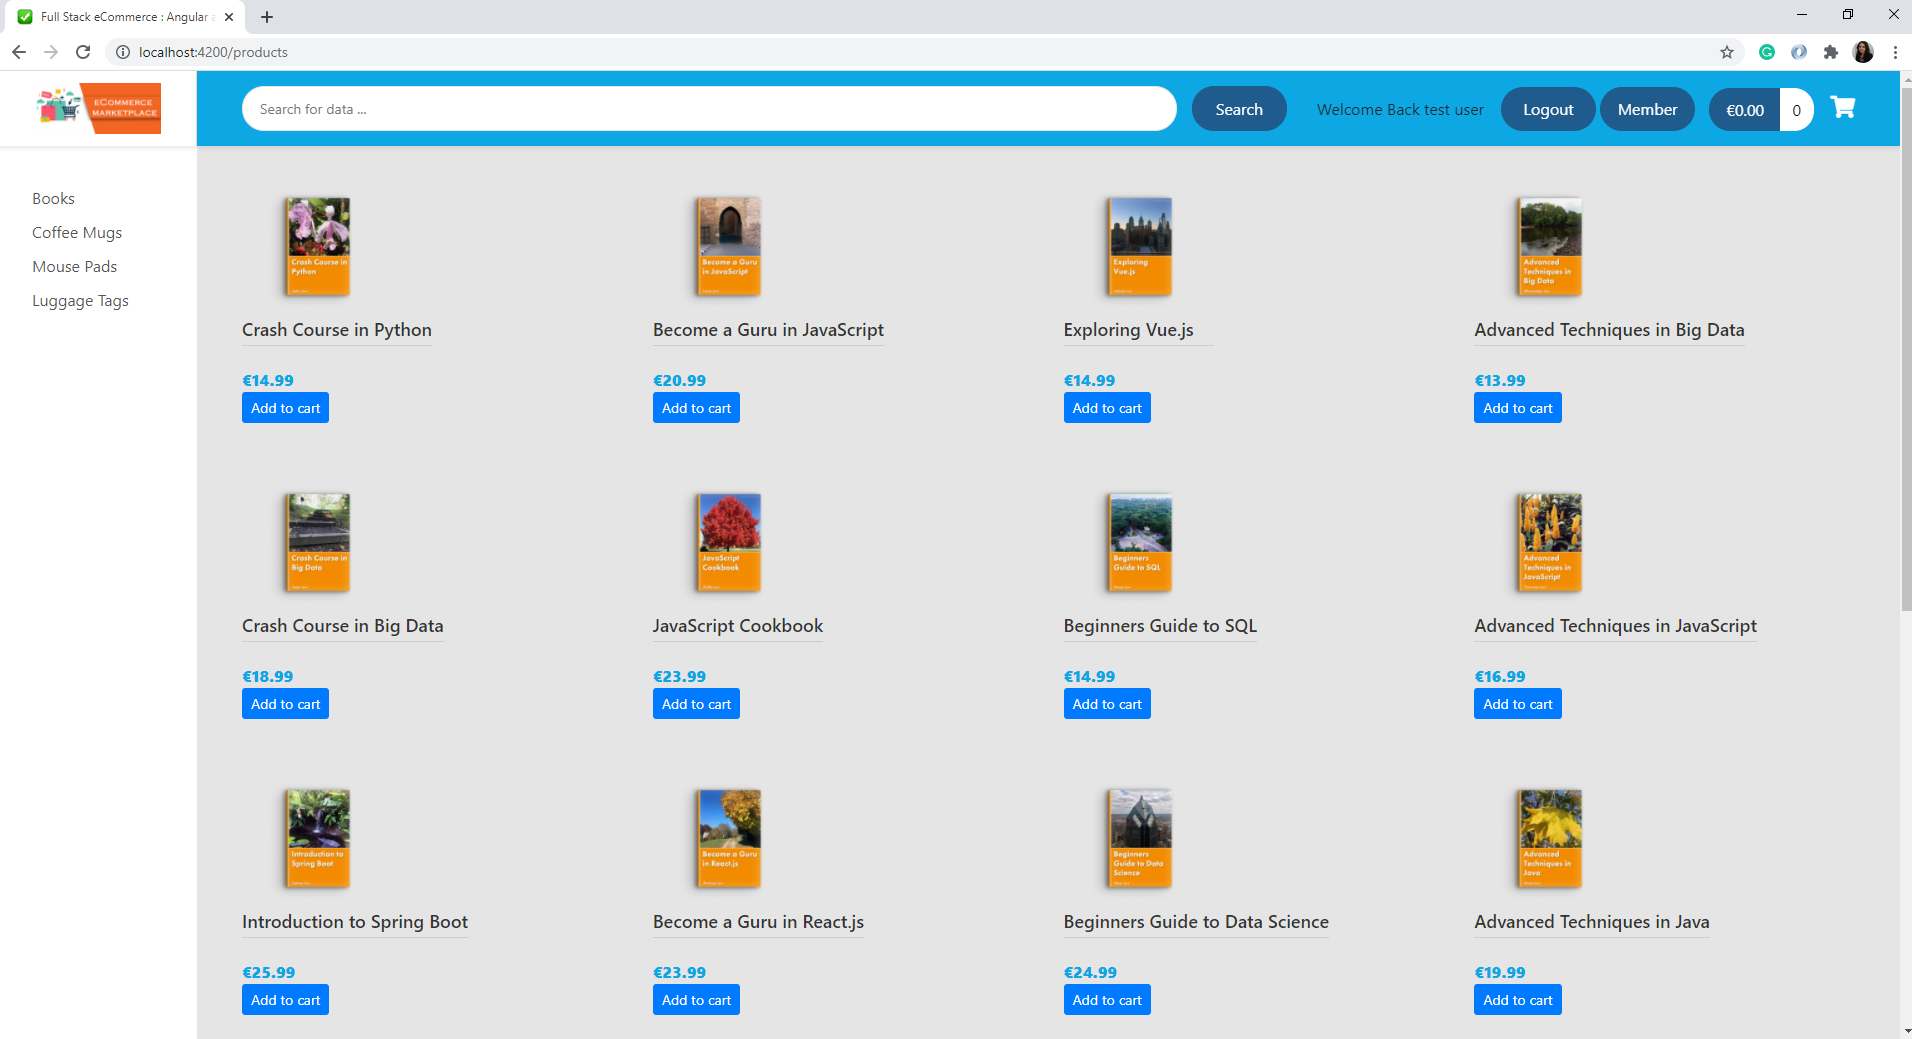 Full Stack eCommerce : Angular a
localhost:4200/products
eCOMMERCE
MARKETPLACE
Search for data ...
Search
Welcome Back test user
Logout
Member
€0.00
0
Books
Coffee Mugs
Mouse Pads
Luggage Tags
Crash Course in
Python
Become a Guru
in JavaScript
Exploring
Vue.js
Advanced
Techniques in
Big Data
Crash Course in Python
Become a Guru in JavaScript
Exploring Vue.js
Advanced Techniques in Big Data
€14.99
€20.99
€14.99
€13.99
Add to cart
Add to cart
Add to cart
Add to cart
Crash Course in
Big Data
JavaScript
Cookbook
Beginners
Guide to SQL
Advanced
Techniques in
JavaScript
Crash Course in Big Data
JavaScript Cookbook
Beginners Guide to SQL
Advanced Techniques in JavaScript
€18.99
€23.99
€14.99
€16.99
Add to cart
Add to cart
Add to cart
Add to cart
Introduction to
Spring Boot
Become a Guru
in React.js
Beginners
Guide to Data
Science
Advanced
Techniques in
Java
Introduction to Spring Boot
Become a Guru in React.js
Beginners Guide to Data Science
Advanced Techniques in Java
€25.99
€23.99
€24.99
€19.99
Add to cart
Add to cart
Add to cart
Add to cart